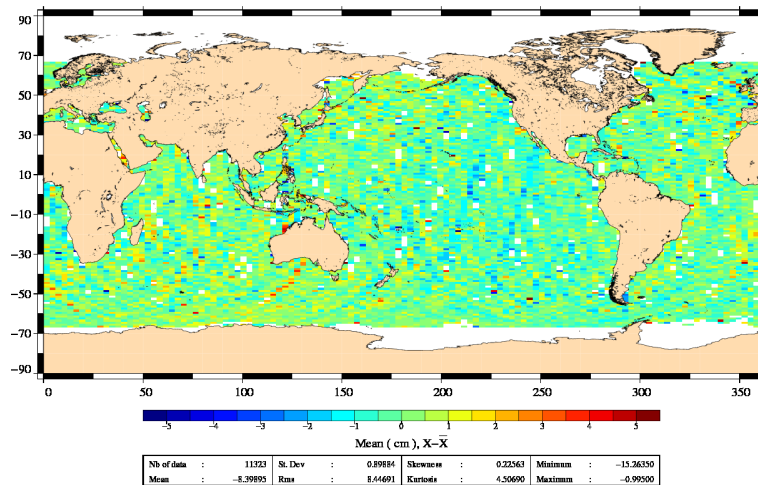 90
70
50
30
10
-10
-30
-50
-70
-90
0 50 100 150 200 250 300 350
-5 -4 -3 -2 -1 0 1 2 3 4 5
Mean ( cm ), X-X̅
Nb of data : 11323 St. Dev : 0.89884 Skewness : 0.22563 Minimum : -15.26350
Mean : -8.39895 Rms : 8.44691 Kurtosis : 4.50690 Maximum : -0.99500